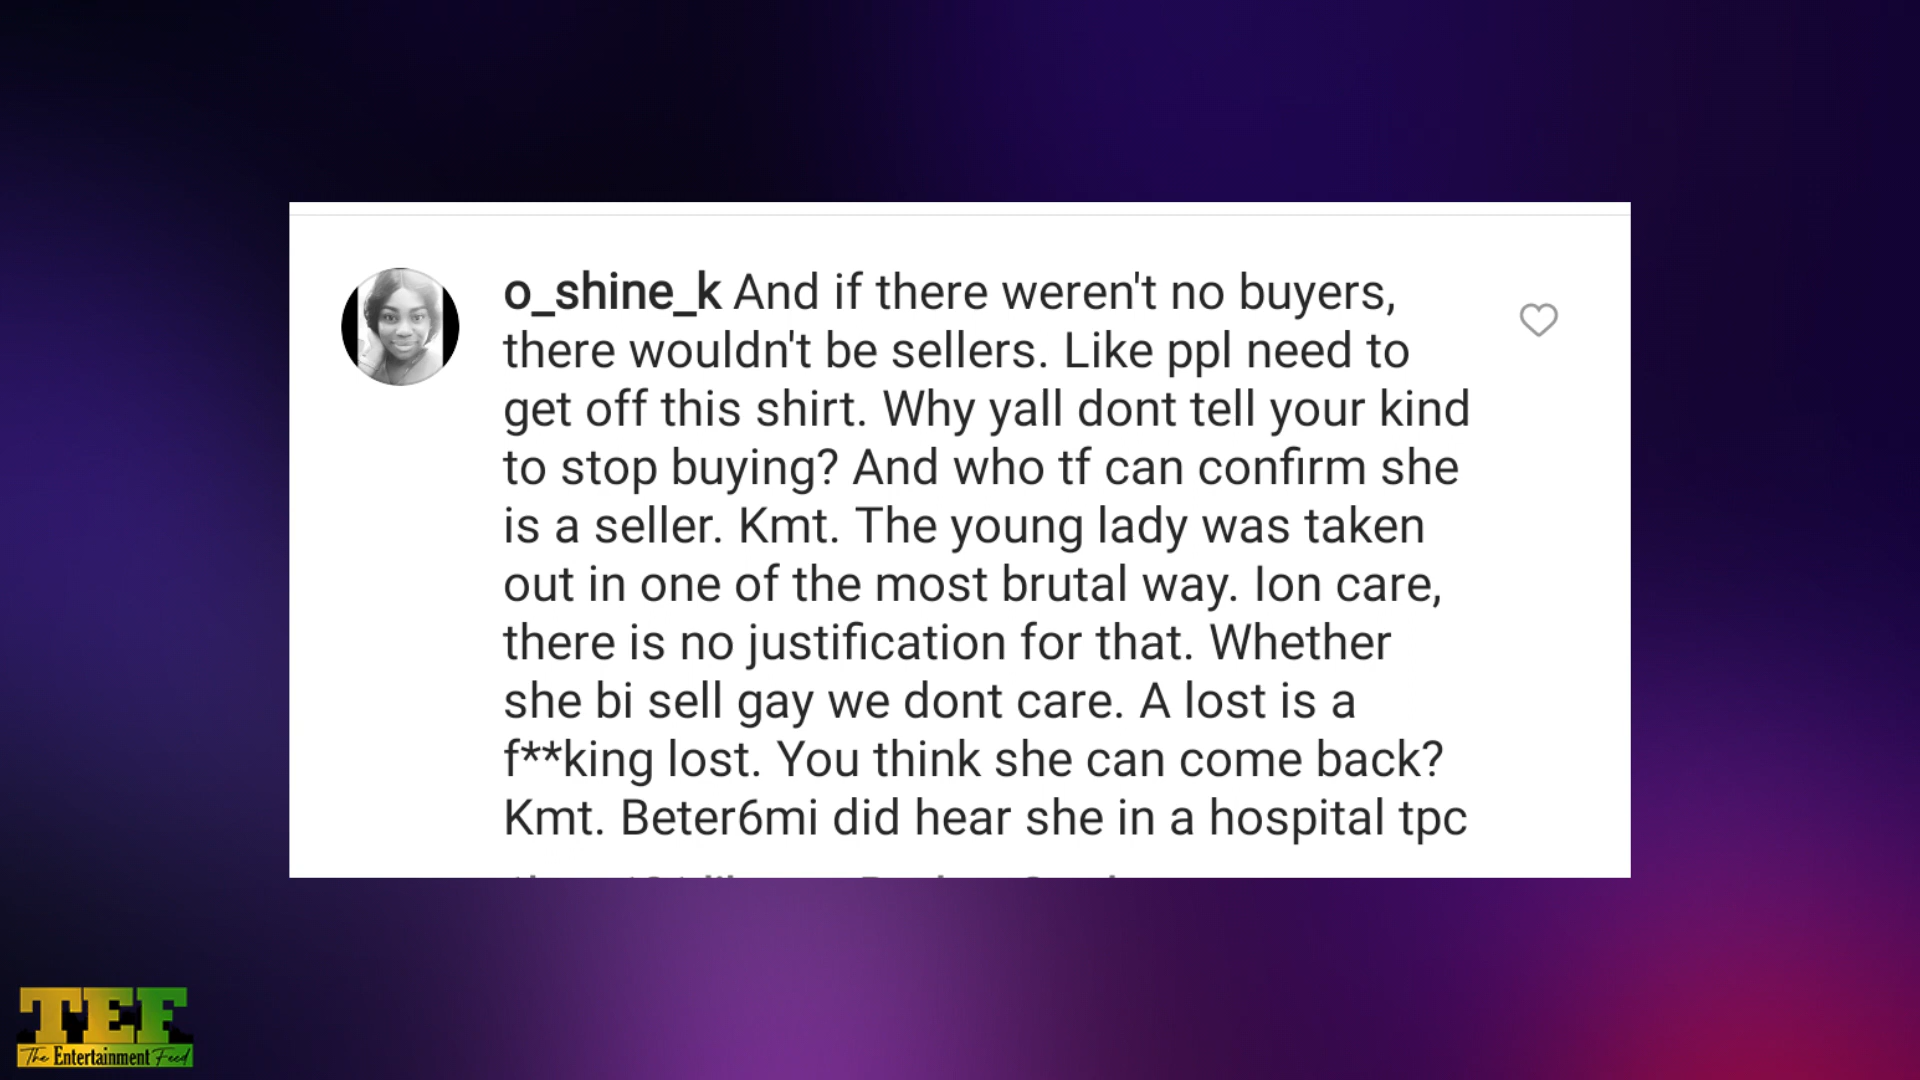 o_shine_k And if there weren't no buyers,
there wouldn't be sellers. Like ppl need to
get off this shirt. Why yall dont tell your kind
to stop buying? And who tf can confirm she
is a seller. Kmt. The young lady was taken
out in one of the most brutal way. Ion care,
there is no justification for that. Whether
she bi sell gay we dont care. A lost is a
f**king lost. You think she can come back?
Kmt. Beter6mi did hear she in a hospital tpc
TEF
The Entertainment Feed